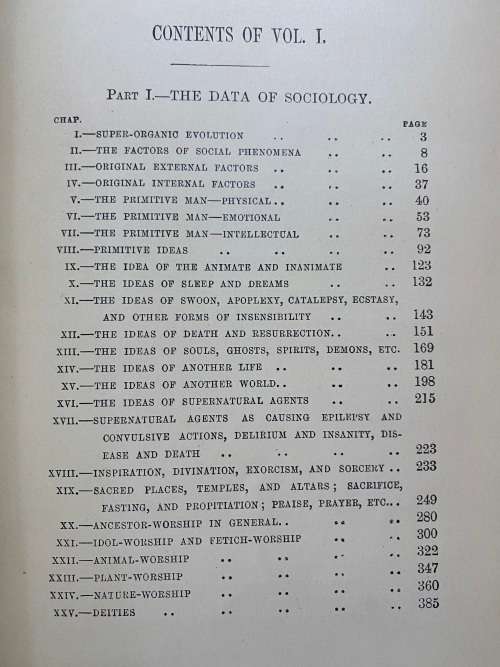 CONTENTS OF VOL. I.
PART I.—THE DATA OF SOCIOLOGY.
CHAP. PAGE
I.—SUPER-ORGANIC EVOLUTION .. .. .. 3
II.—THE FACTORS OF SOCIAL PHENOMENA .. .. 8
III.—ORIGINAL EXTERNAL FACTORS .. .. .. 16
IV.—ORIGINAL INTERNAL FACTORS .. .. .. 37
V.—THE PRIMITIVE MAN—PHYSICAL .. .. .. 40
VI.—THE PRIMITIVE MAN—EMOTIONAL .. .. 53
VII.—THE PRIMITIVE MAN—INTELLECTUAL .. .. 73
VIII.—PRIMITIVE IDEAS .. .. .. .. 92
IX.—THE IDEA OF THE ANIMATE AND INANIMATE .. 123
X.—THE IDEAS OF SLEEP AND DREAMS .. .. 132
XI.—THE IDEAS OF SWOON, APOPLEXY, CATALEPSY, ECSTASY,
AND OTHER FORMS OF INSENSIBILITY .. .. 143
XII.—THE IDEAS OF DEATH AND RESURRECTION .. .. 151
XIII.—THE IDEAS OF SOULS, GHOSTS, SPIRITS, DEMONS, ETC. 169
XIV.—THE IDEAS OF ANOTHER LIFE .. .. .. 181
XV.—THE IDEAS OF ANOTHER WORLD .. .. .. 198
XVI.—THE IDEAS OF SUPERNATURAL AGENTS .. .. 215
XVII.—SUPERNATURAL AGENTS AS CAUSING EPILEPSY AND
CONVULSIVE ACTIONS, DELIRIUM AND INSANITY, DIS-
EASE AND DEATH .. .. .. .. 223
XVIII.—INSPIRATION, DIVINATION, EXORCISM, AND SORCERY .. 233
XIX.—SACRED PLACES, TEMPLES, AND ALTARS; SACRIFICE,
FASTING, AND PROPITIATION; PRAISE, PRAYER, ETC... 249
XX.—ANCESTOR-WORSHIP IN GENERAL .. .. .. 280
XXI.—IDOL-WORSHIP AND FETICH-WORSHIP .. .. 300
XXII.—ANIMAL-WORSHIP .. .. .. .. 322
XXIII.—PLANT-WORSHIP .. .. .. .. 347
XXIV.—NATURE-WORSHIP .. .. .. .. 360
XXV.—DEITIES .. .. .. .. .. 385